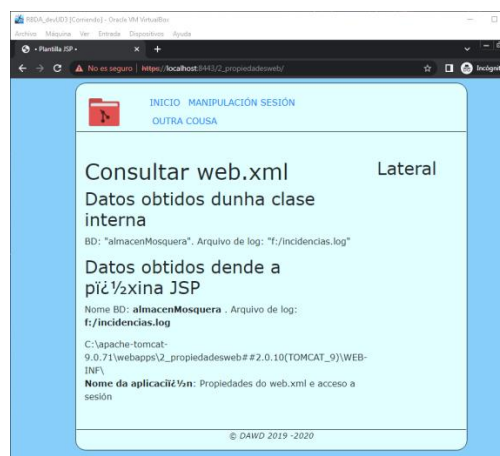 RBDA_devUD3 [Corriendo] - Oracle VM VirtualBox
Archivo Máquina Ver Entrada Dispositivos Ayuda
- Plantilla JSP -
No es seguro | https://localhost:8443/2_propiedadesweb/
Incógnit
INICIO MANIPULACIÓN SESIÓN
OUTRA COUSA
Consultar web.xml
Lateral
Datos obtidos dunha clase
interna
BD: "almacenMosquera". Arquivo de log: "f:/incidencias.log"
Datos obtidos dende a
pï¿½xina JSP
Nome BD: almacenMosquera . Arquivo de log:
f:/incidencias.log
C:\apache-tomcat-
9.0.71\webapps\2_propiedadesweb##2.0.10(TOMCAT_9)\WEB-
INF\
Nome da aplicaciï¿½n: Propiedades do web.xml e acceso a
sesión
© DAWD 2019 -2020